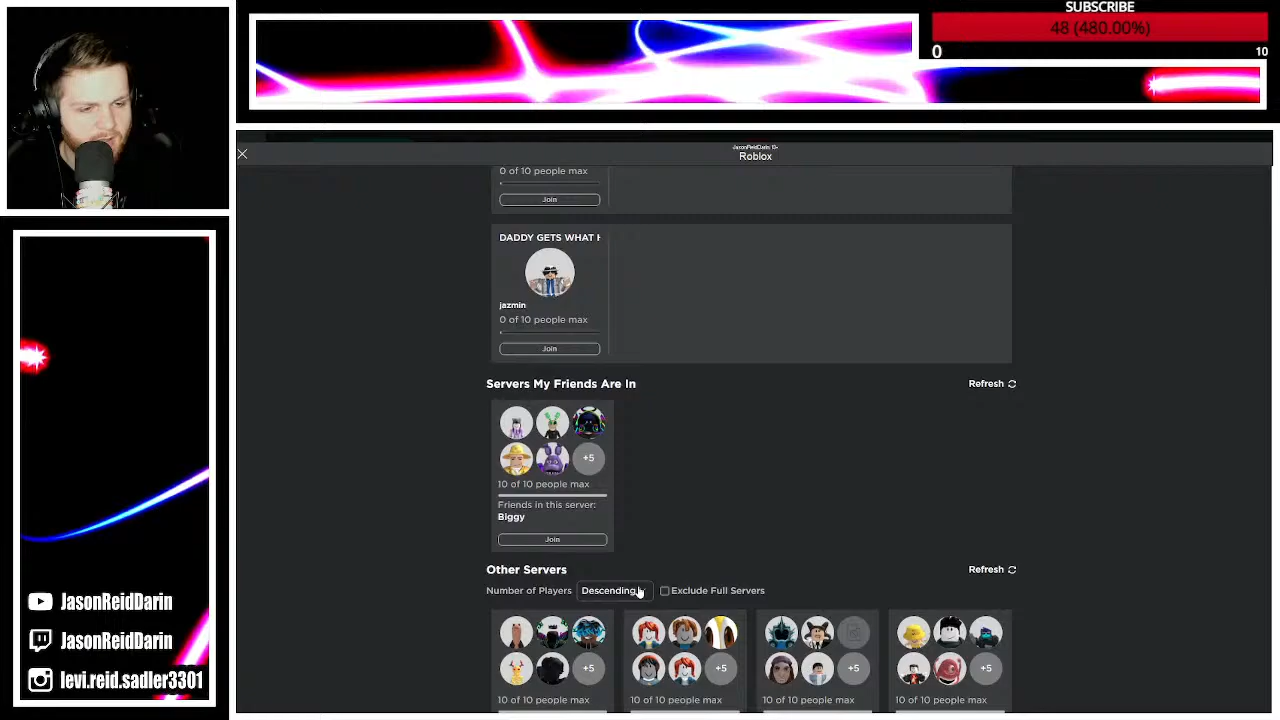 SUBSCRIBE
48 (480.00%)
0
10
JasonReidDarin 13+
Roblox
0 of 10 people max
Join
DADDY GETS WHAT
jazmin
0 of 10 people max
Join
Servers My Friends Are In
Refresh
+5
10 of 10 people max
Friends in this server:
Biggy
Join
Other Servers
Refresh
Number of Players
Descending
Exclude Full Servers
+5
+5
+5
+5
10 of 10 people max
10 of 10 people max
10 of 10 people max
10 of 10 people max
JasonReidDarin
JasonReidDarin
levi.reid.sadler3301